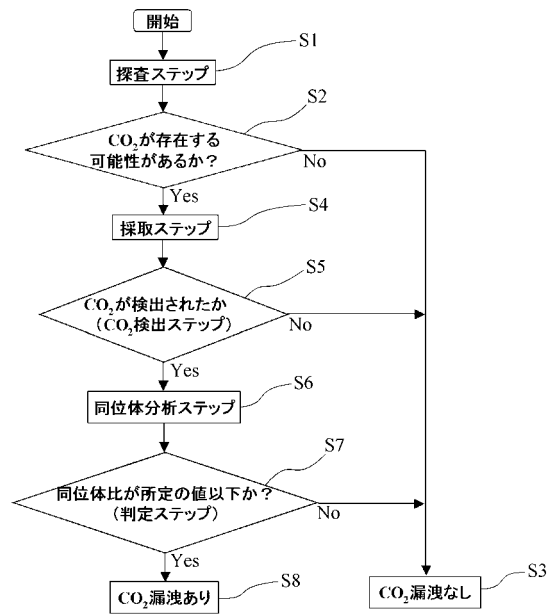 開始
S1
探査ステップ
S2
CO₂が存在する
可能性があるか？
No
Yes
S4
採取ステップ
S5
CO₂が検出されたか
（CO₂検出ステップ）
No
Yes
S6
同位体分析ステップ
S7
同位体比が所定の値以下か？
（判定ステップ）
No
Yes
S8
CO₂漏洩あり
S3
CO₂漏洩なし